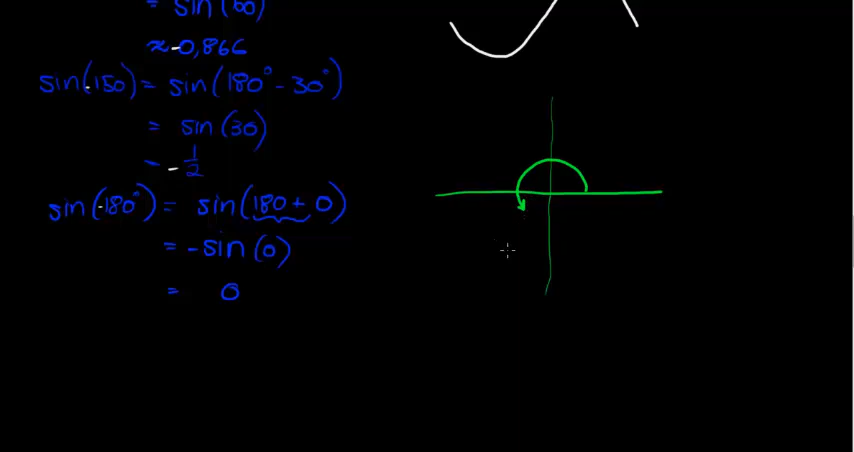 = sin(60)
≈ -0,866
sin(-150) = sin(180° - 30°)
= sin(30)
= - 1/2
sin(-180°) = sin(180 + 0)
= -sin(0)
= 0